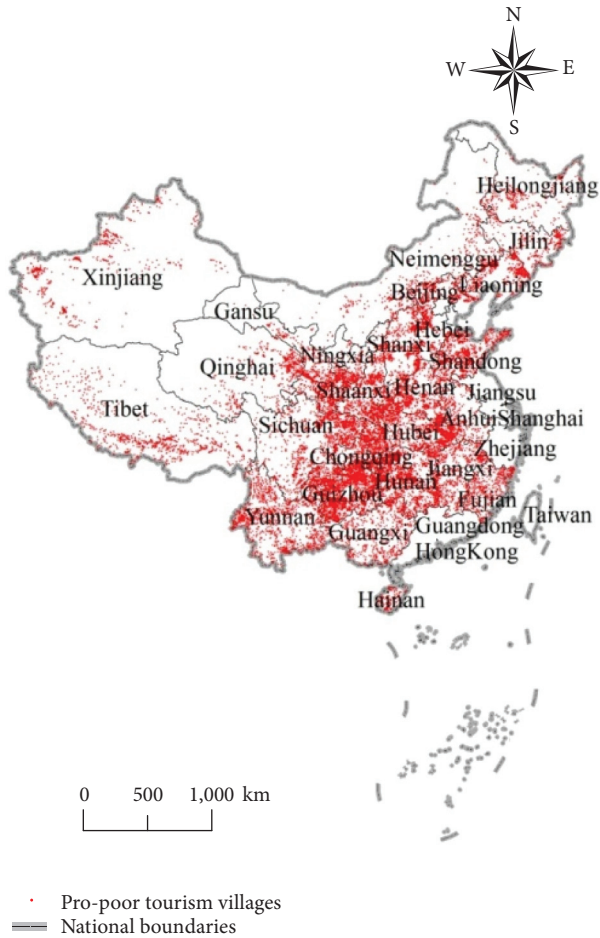 N
W E
S
Heilongjiang
Jilin
Neimenggu
Beijing Liaoning
Xinjiang
Gansu
Hebei
Shanxi
Ningxia
Shandong
Qinghai
Shaanxi Henan
Jiangsu
Tibet
Sichuan
Anhui Shanghai
Hubei
Zhejiang
Chongqing
Jiangxi
Hunan
Guizhou
Fujian
Yunnan
Taiwan
Guangdong
Guangxi
HongKong
Hainan
0 500 1,000 km
Pro-poor tourism villages
National boundaries